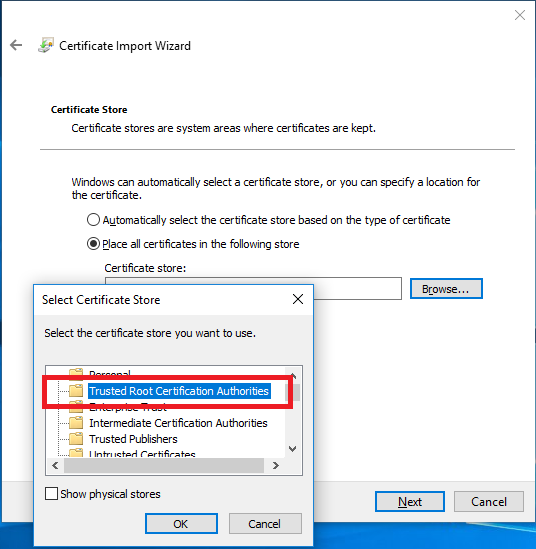 Certificate Import Wizard
Certificate Store
Certificate stores are system areas where certificates are kept.
Windows can automatically select a certificate store, or you can specify a location for
the certificate.
Automatically select the certificate store based on the type of certificate
Place all certificates in the following store
Certificate store:
Browse...
Select Certificate Store
Select the certificate store you want to use.
Personal
Trusted Root Certification Authorities
Enterprise Trust
Intermediate Certification Authorities
Trusted Publishers
Untrusted Certificates
Show physical stores
OK
Cancel
Next
Cancel